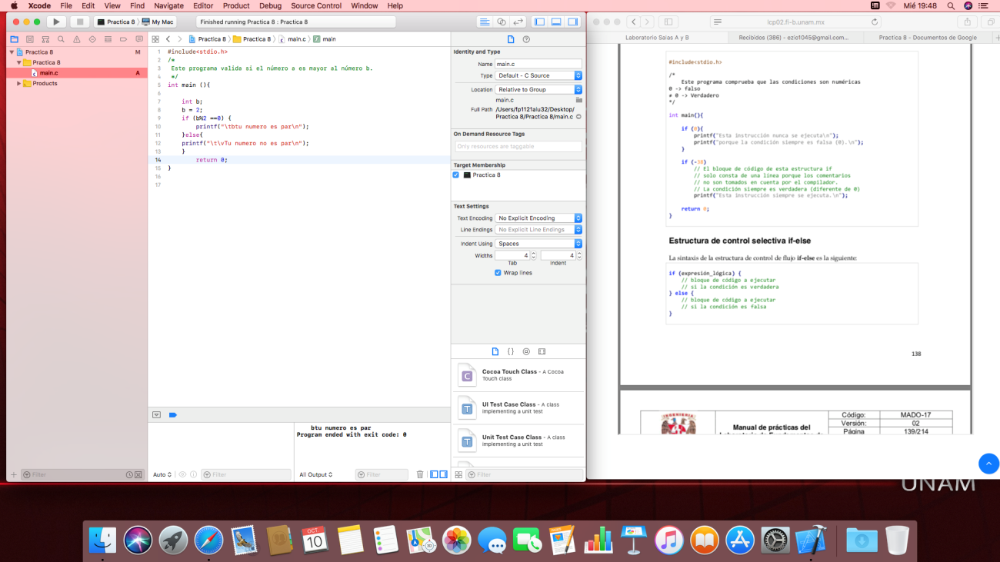 Xcode File Edit View Find Navigate Editor Product Debug Source Control Window Help
Mié 19:48
Practica 8 My Mac
Finished running Practica 8 : Practica 8
Practica 8 Practica 8 main.c main
Practica 8 M
Practica 8
main.c A
Products
1 #include<stdio.h>
2 /*
3 Este programa valida si el número a es mayor al número b.
4 */
5 int main (){
6
7 int b;
8 b = 2;
9 if (b%2 ==0) {
10 printf("\tbtu numero es par\n");
11 }else{
12 printf("\t\vTu numero no es par\n");
13 }
14 return 0;
15 }
16
17
Filter
btu numero es par
Program ended with exit code: 0
Auto
Filter
All Output
Filter
Identity and Type
Name main.c
Type Default - C Source
Location Relative to Group
main.c
Full Path /Users/fp1121alu32/Desktop/
Practica 8/Practica 8/main.c
On Demand Resource Tags
Only resources are taggable
Target Membership
Practica 8
Text Settings
Text Encoding No Explicit Encoding
Line Endings No Explicit Line Endings
Indent Using Spaces
Widths 4 4
Tab Indent
Wrap lines
Cocoa Touch Class - A Cocoa
Touch class
UI Test Case Class - A class
implementing a unit test
Unit Test Case Class - A class
implementing a unit test
Filter
icp02.fi-b.unam.mx
Laboratorio Salas A y B
Recibidos (386) - ezio1045@gmail.com...
Practica 8 - Documentos de Google
#include<stdio.h>
/*
Este programa comprueba que las condiciones son numéricas
0 -> falso
≠ 0 -> Verdadero
*/
int main(){
if (0){
printf("Esta instrucción nunca se ejecuta\n");
printf("porque la condición siempre es falsa (0).\n");
}
if (-38)
// El bloque de código de esta estructura if
// solo consta de una línea porque los comentarios
// no son tomados en cuenta por el compilador.
// La condición siempre es verdadera (diferente de 0)
printf("Esta instrucción siempre se ejecuta.\n");
return 0;
}
Estructura de control selectiva if-else
La sintaxis de la estructura de control de flujo if-else es la siguiente:
if (expresión_lógica) {
// bloque de código a ejecutar
// si la condición es verdadera
} else {
// bloque de código a ejecutar
// si la condición es falsa
}
138
INGENIERIA
Manual de prácticas del
Código: MADO-17
Versión: 02
Página 139/214
UNAM
OCT
10